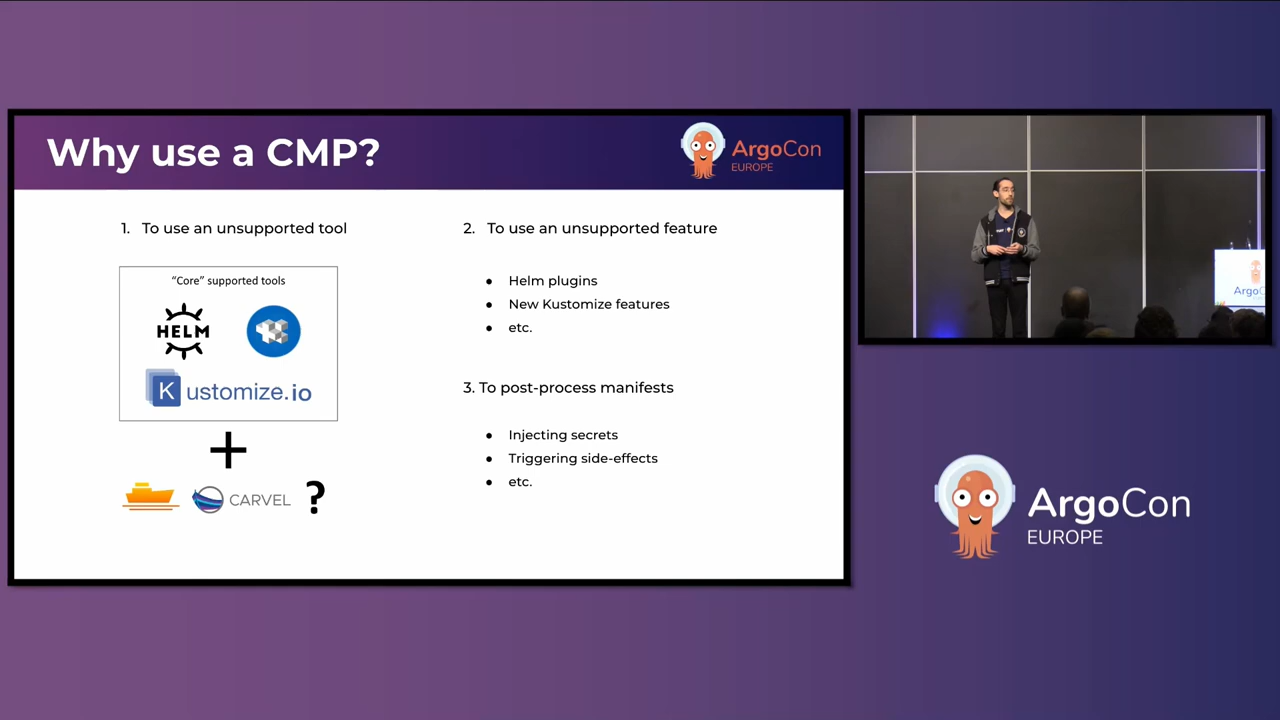 Why use a CMP?
ArgoCon
EUROPE
1. To use an unsupported tool
"Core" supported tools
HELM
Kustomize.io
+
CARVEL ?
2. To use an unsupported feature
● Helm plugins
● New Kustomize features
● etc.
3. To post-process manifests
● Injecting secrets
● Triggering side-effects
● etc.
ArgoCon
EUROPE